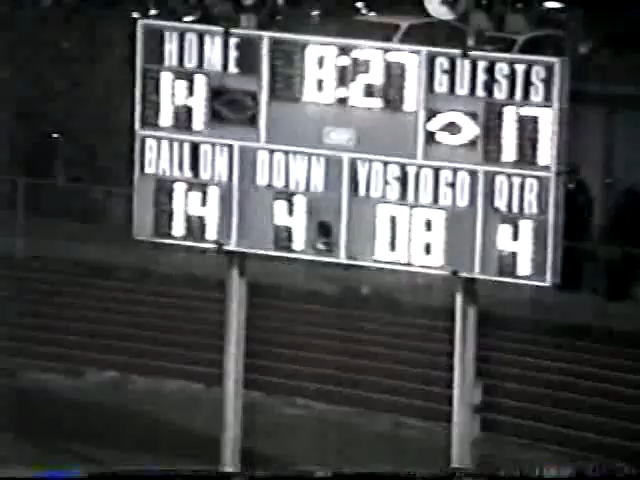 HOME 8:27 GUESTS
14 17
BALL ON DOWN YDS TO GO QTR
14 4 08 4